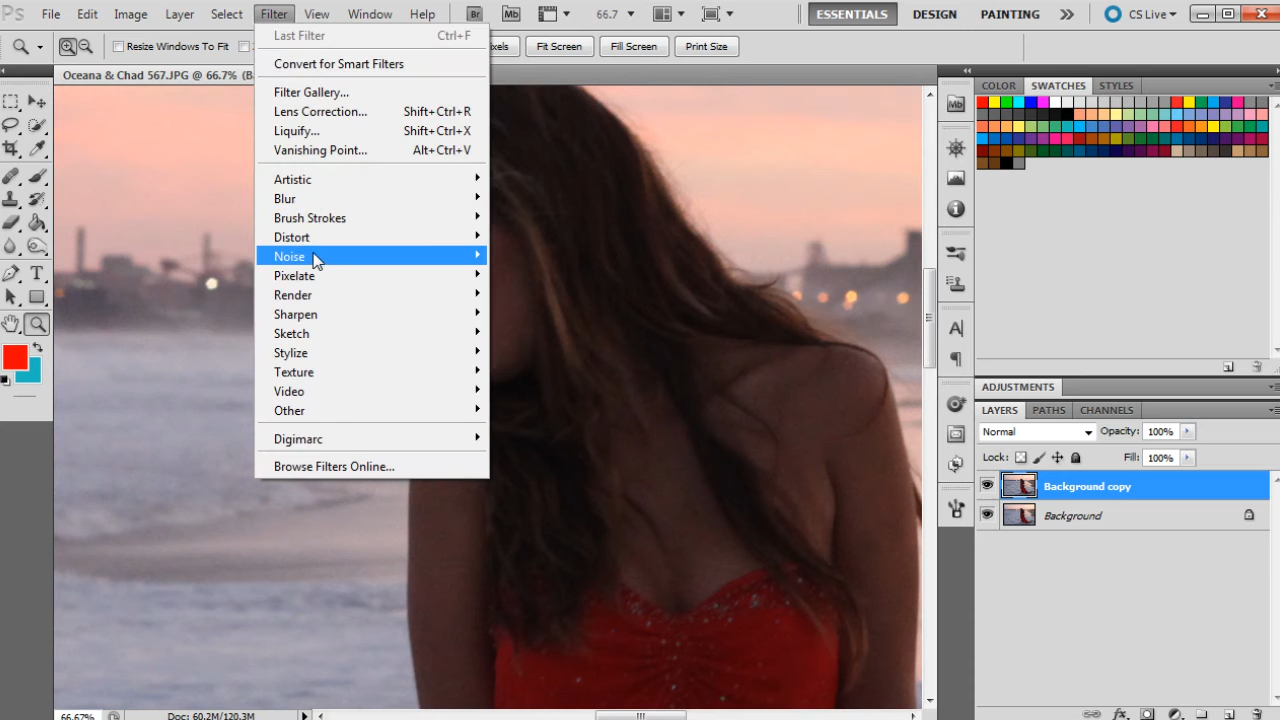 Ps File Edit Image Layer Select Filter View Window Help Br Mb 66.7 ESSENTIALS DESIGN PAINTING CS Live
Resize Windows To Fit Fit Screen Fill Screen Print Size
Oceana & Chad 567.JPG @ 66.7%
Last Filter Ctrl+F
Convert for Smart Filters
Filter Gallery...
Lens Correction... Shift+Ctrl+R
Liquify... Shift+Ctrl+X
Vanishing Point... Alt+Ctrl+V
Artistic
Blur
Brush Strokes
Distort
Noise
Pixelate
Render
Sharpen
Sketch
Stylize
Texture
Video
Other
Digimarc
Browse Filters Online...
COLOR SWATCHES STYLES
Mb
ADJUSTMENTS
LAYERS PATHS CHANNELS
Normal Opacity: 100%
Lock: Fill: 100%
Background copy
Background
66.67% Doc: 60.2M/120.3M